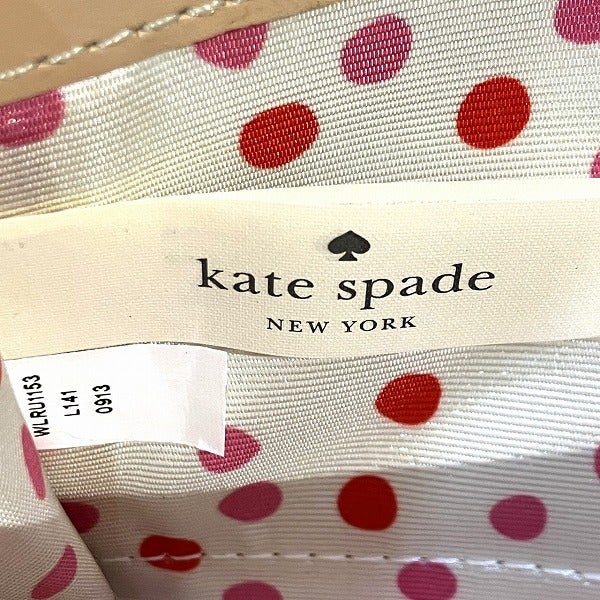 kate spade
NEW YORK
WLRU1153
L141
0913